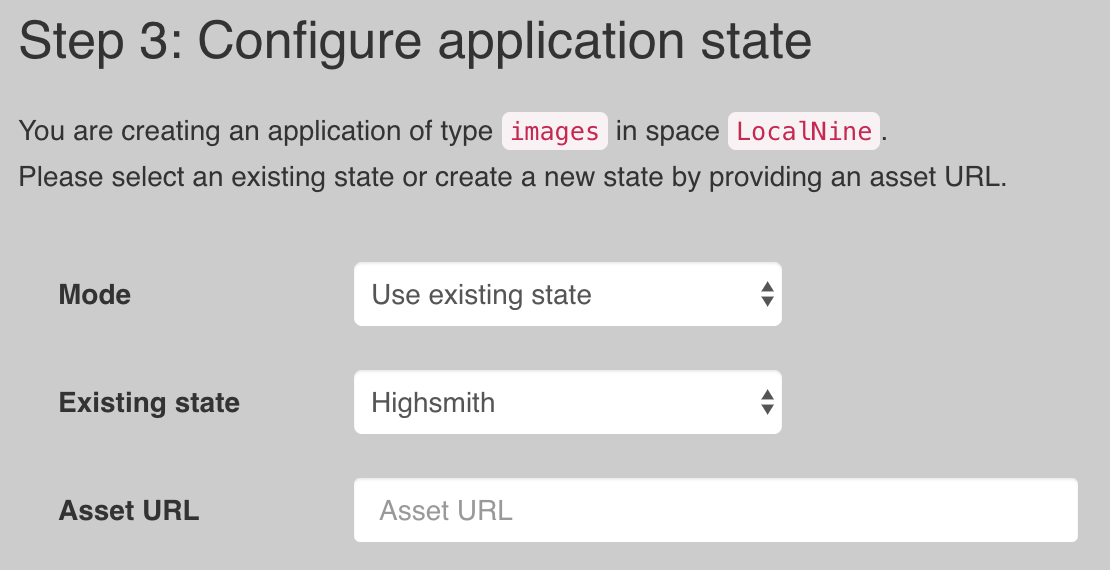 Step 3: Configure application state
You are creating an application of type images in space LocalNine.
Please select an existing state or create a new state by providing an asset URL.
Mode
Use existing state
Existing state
Highsmith
Asset URL
Asset URL